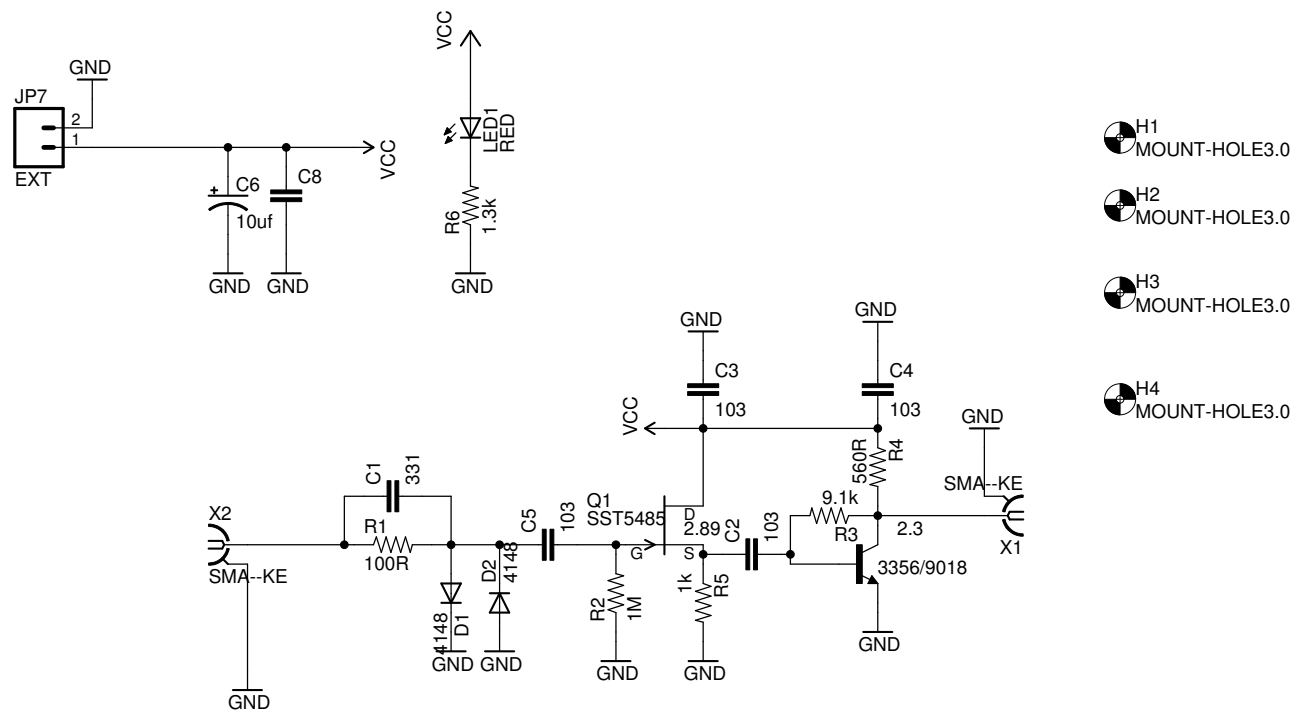 VCC
GND
JP7
2
1
EXT
LED1
RED
VCC
C6
10uf
C8
R6
1.3k
GND
GND
GND
H1
MOUNT-HOLE3.0
H2
MOUNT-HOLE3.0
H3
MOUNT-HOLE3.0
H4
MOUNT-HOLE3.0
GND
GND
C3
103
C4
103
VCC
GND
560R
R4
SMA--KE
C1
331
X2
R1
100R
SMA--KE
C5
103
Q1
SST5485
D
2.89
G
S
C2
103
9.1k
R3
2.3
X1
3356/9018
D2
4148
4148
D1
R2
1M
1k
R5
GND
GND
GND
GND
GND
GND